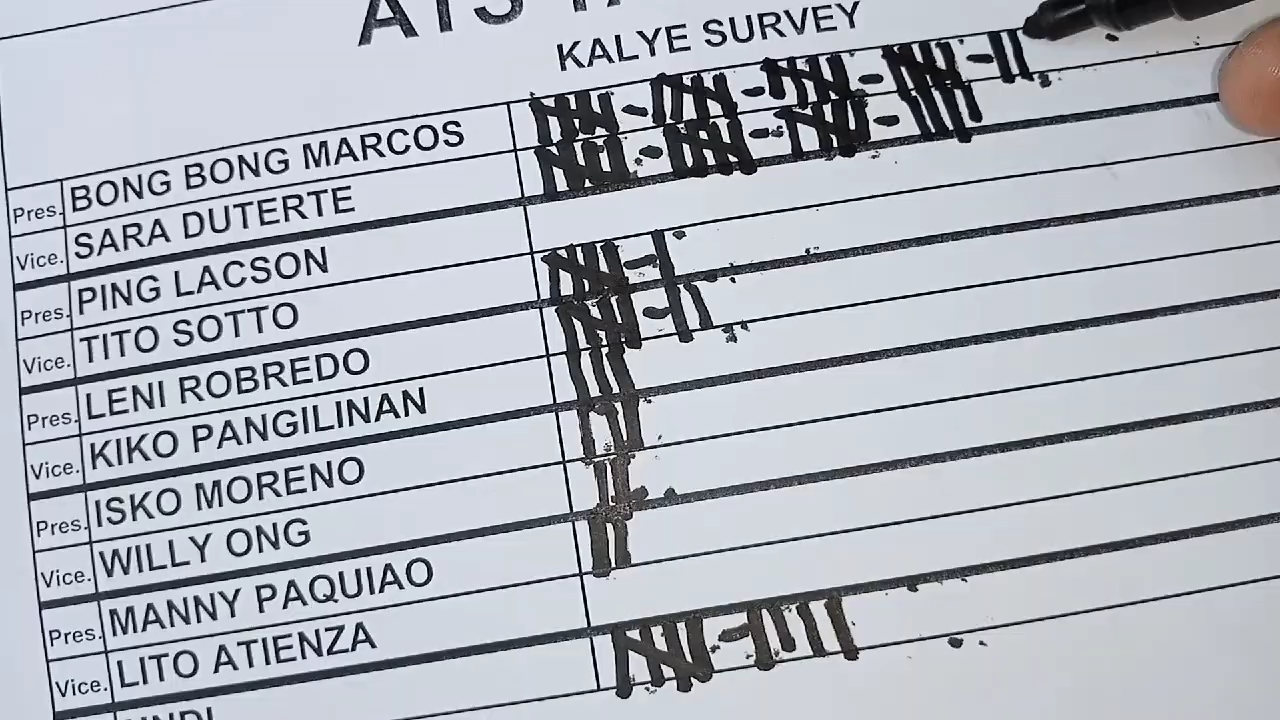 KALYE SURVEY
Pres. BONG BONG MARCOS
Vice. SARA DUTERTE
Pres. PING LACSON
Vice. TITO SOTTO
Pres. LENI ROBREDO
Vice. KIKO PANGILINAN
Pres. ISKO MORENO
Vice. WILLY ONG
Pres. MANNY PAQUIAO
Vice. LITO ATIENZA